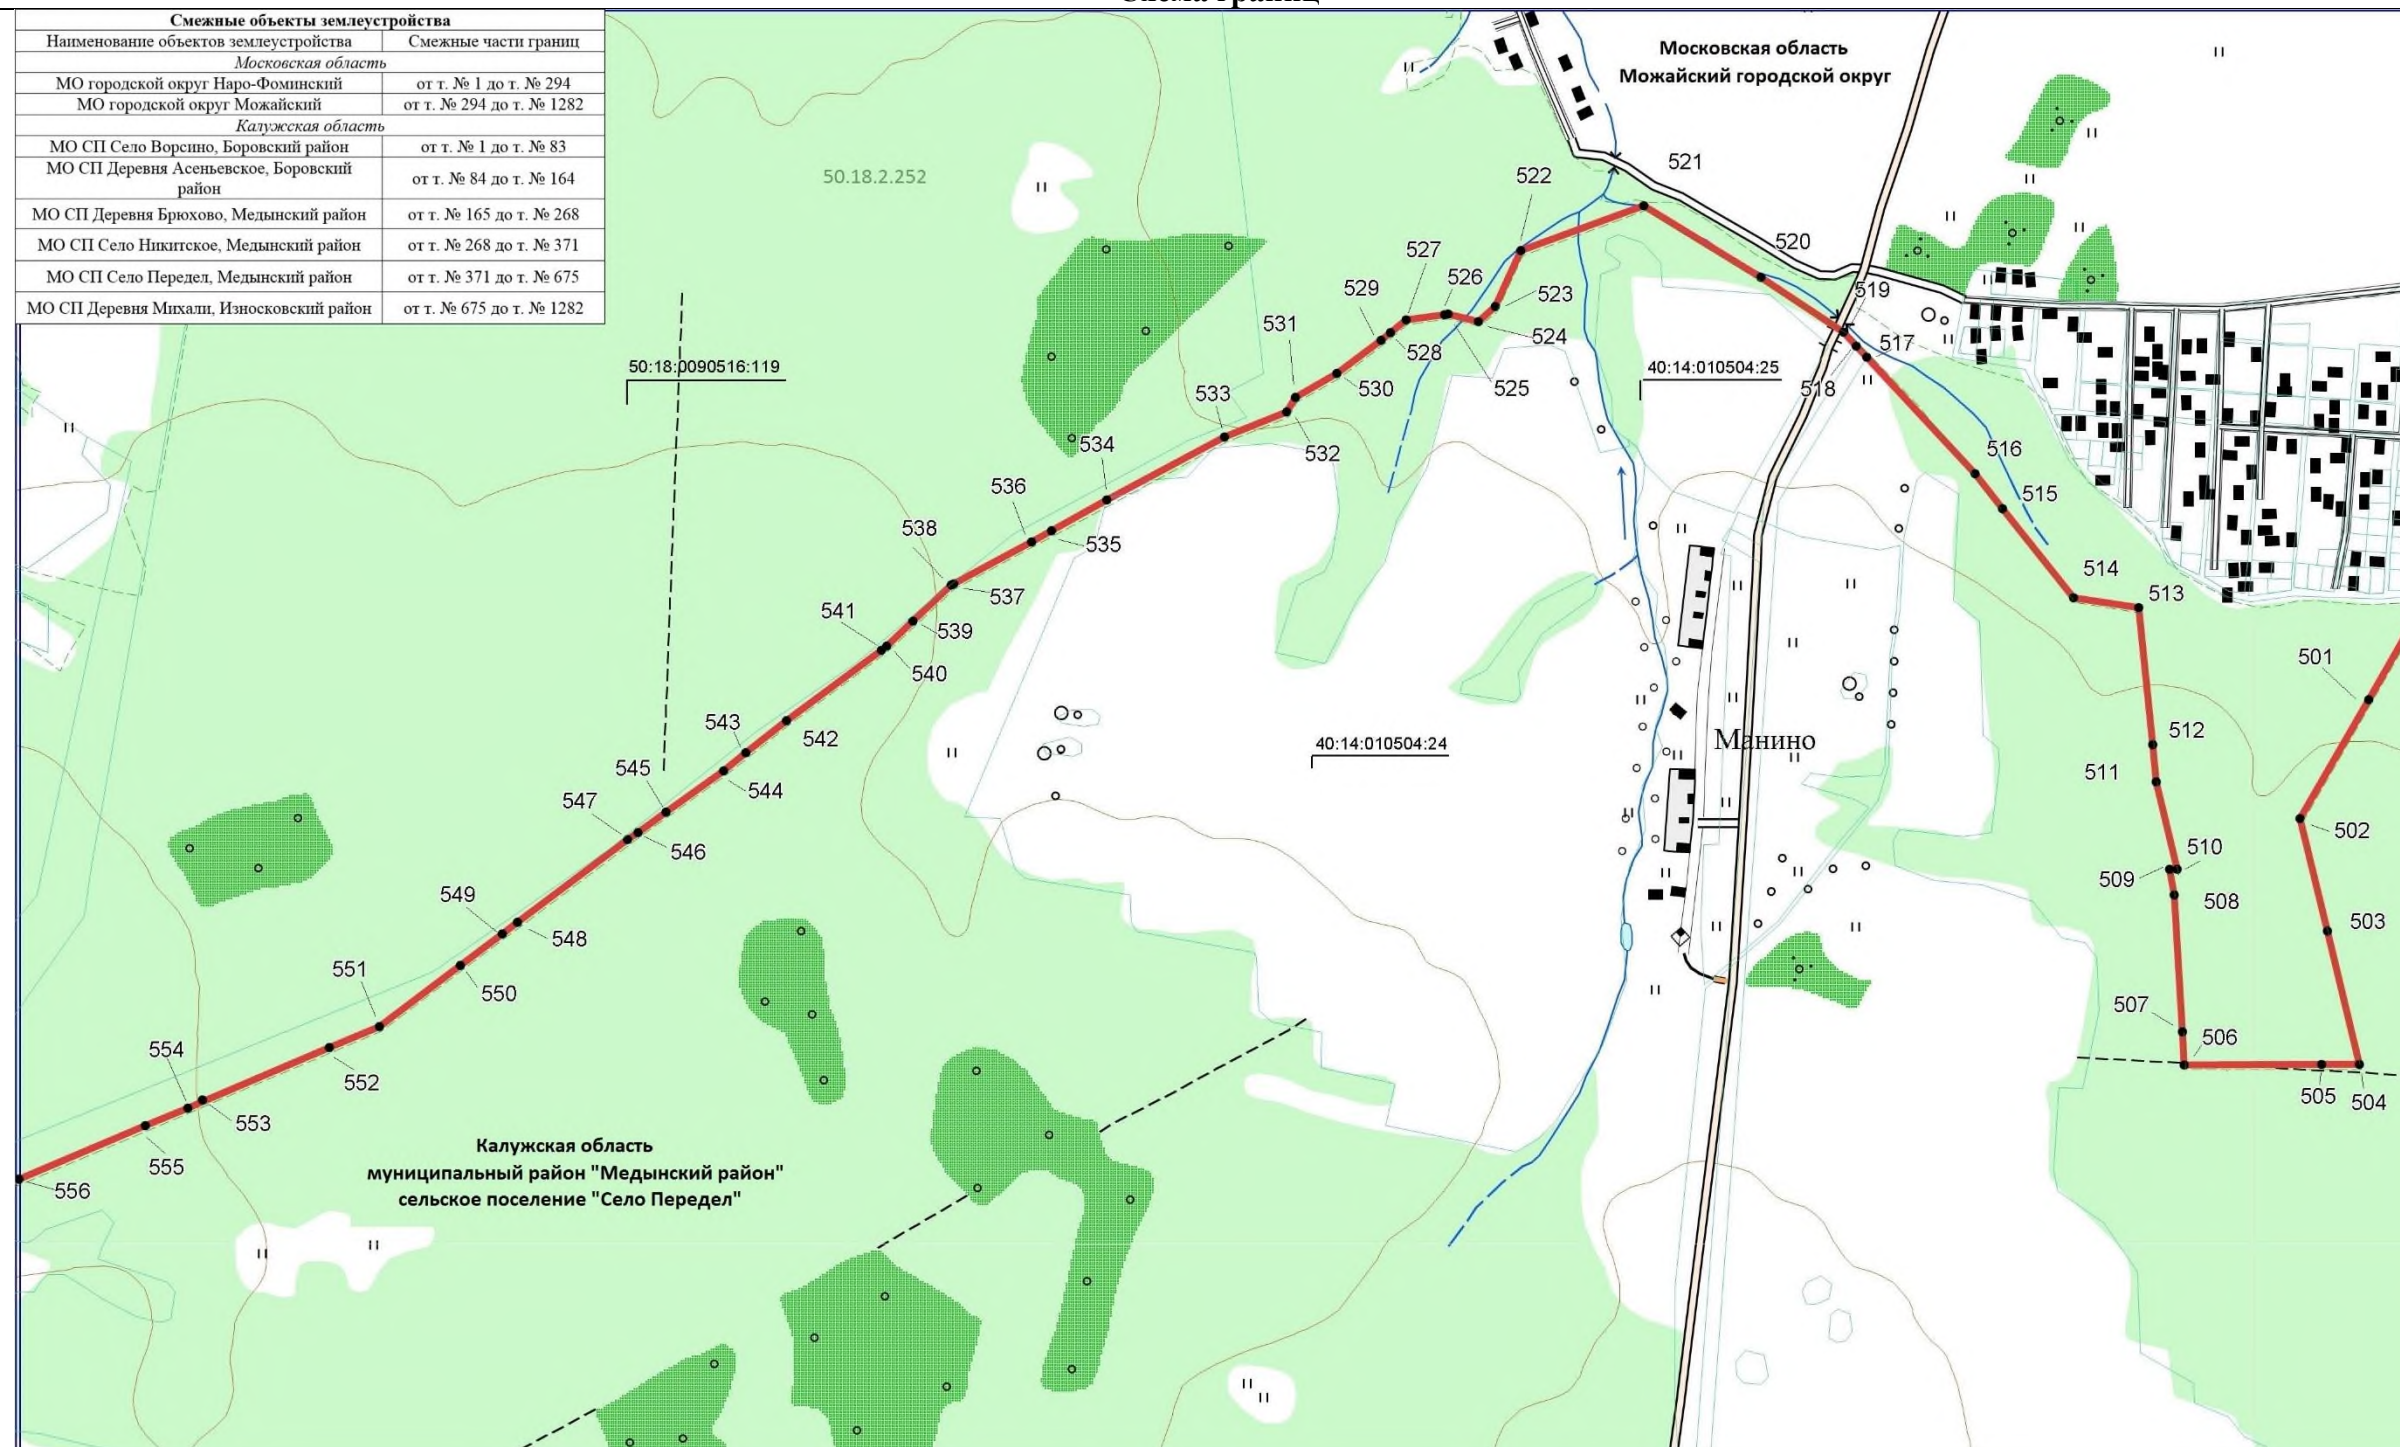 Схема границ
Смежные объекты землеустройства
Наименование объектов землеустройства Смежные части границ
Московская область
МО городской округ Наро-Фоминский от т. № 1 до т. № 294
МО городской округ Можайский от т. № 294 до т. № 1282
Калужская область
МО СП Село Ворсино, Боровский район от т. № 1 до т. № 83
МО СП Деревня Асеньевское, Боровский
район
от т. № 84 до т. № 164
МО СП Деревня Брюхово, Медынский район от т. № 165 до т. № 268
МО СП Село Никитское, Медынский район от т. № 268 до т. № 371
МО СП Село Передел, Медынский район от т. № 371 до т. № 675
МО СП Деревня Михали, Износковский район от т. № 675 до т. № 1282
Московская область
Можайский городской округ
50.18.2.252
521
522
520
527
526
519
529
523
531
524
517
528
50:18:0090516:119
40:14:010504:25
530
525
518
533
534
532
516
536
515
538
535
514
537
513
541
539
501
540
543
542
512
Манино
40:14:010504:24
545
511
544
547
502
546
510
509
549
508
548
503
551
550
507
506
554
552
505
504
553
Калужская область
муниципальный район "Медынский район"
сельское поселение "Село Передел"
555
556